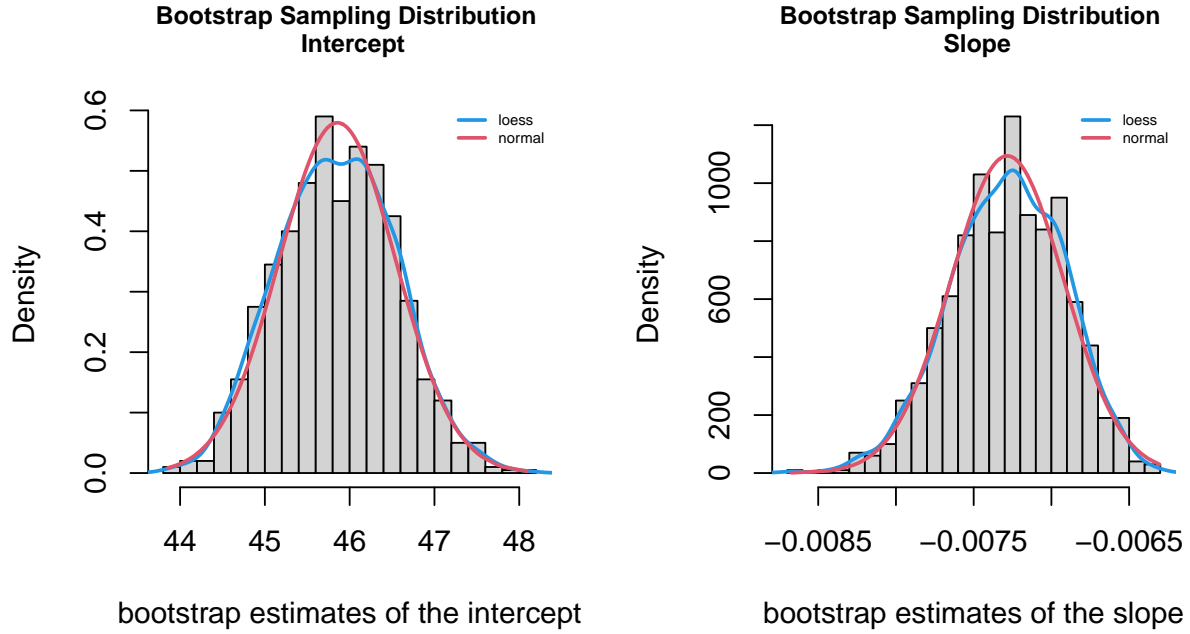 Bootstrap Sampling Distribution
Intercept
Density
0.0
0.2
0.4
0.6
loess
normal
44
45
46
47
48
bootstrap estimates of the intercept
Bootstrap Sampling Distribution
Slope
Density
0
200
600
1000
loess
normal
−0.0085
−0.0075
−0.0065
bootstrap estimates of the slope